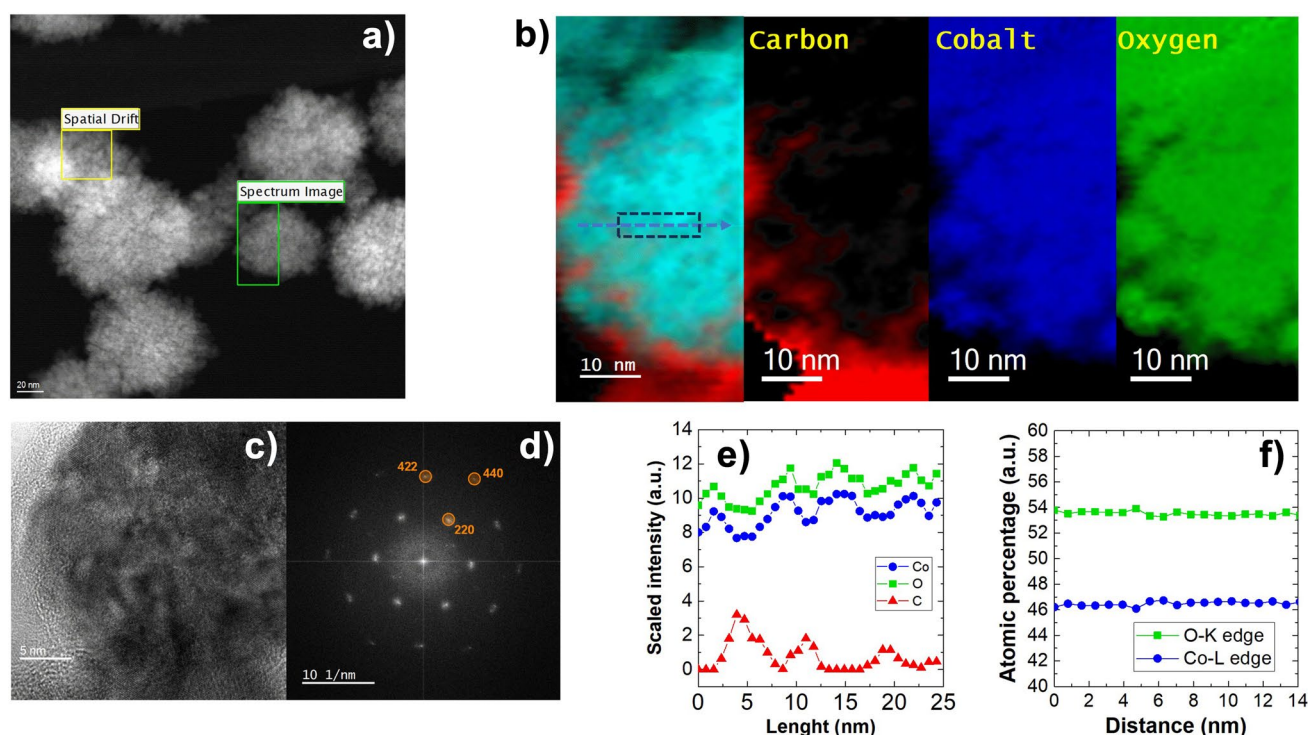 a)
Spatial Drift
Spectrum Image
20 nm
b)
Carbon
Cobalt
Oxygen
10 nm
10 nm
10 nm
10 nm
c)
5 nm
d)
422
440
220
10 1/nm
e)
Scaled intensity (a.u.)
14
12
10
8
6
4
2
0
Co
O
C
0 5 10 15 20 25
Lenght (nm)
f)
Atomic percentage (a.u.)
60
58
56
54
52
50
48
46
44
42
40
O-K edge
Co-L edge
0 2 4 6 8 10 12 14
Distance (nm)